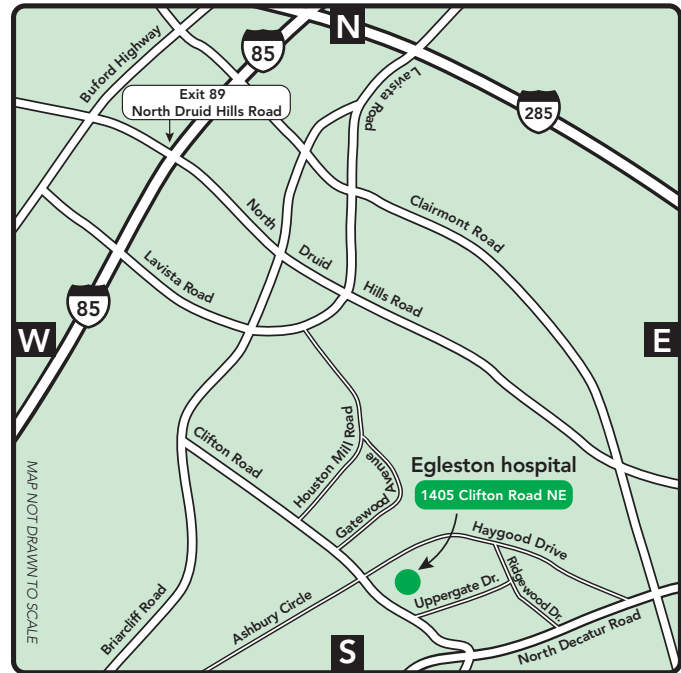 N
85
Buford Highway
Exit 89
North Druid Hills Road
Lavista Road
285
North
Druid
Hills Road
Clairmont Road
Lavista Road
85
W
E
Clifton Road
Houston Mill Road
Gatewood
Avenue
Egleston hospital
1405 Clifton Road NE
MAP NOT DRAWN TO SCALE
Haygood Drive
Ridgewood Dr.
Uppergate Dr.
Ashbury Circle
Briarcliff Road
North Decatur Road
S